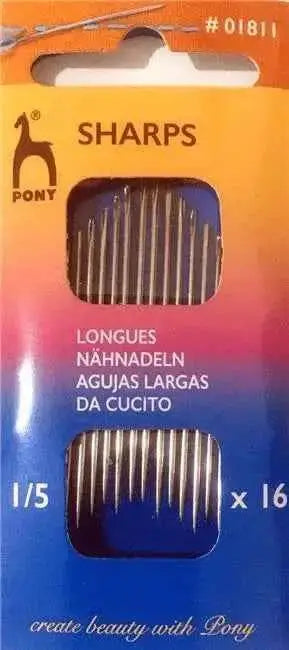 #01811
®
SHARPS
PONY
LONGUES
NÄHNADELN
AGUJAS LARGAS
DA CUCITO
1/5 x 16
create beauty with Pony